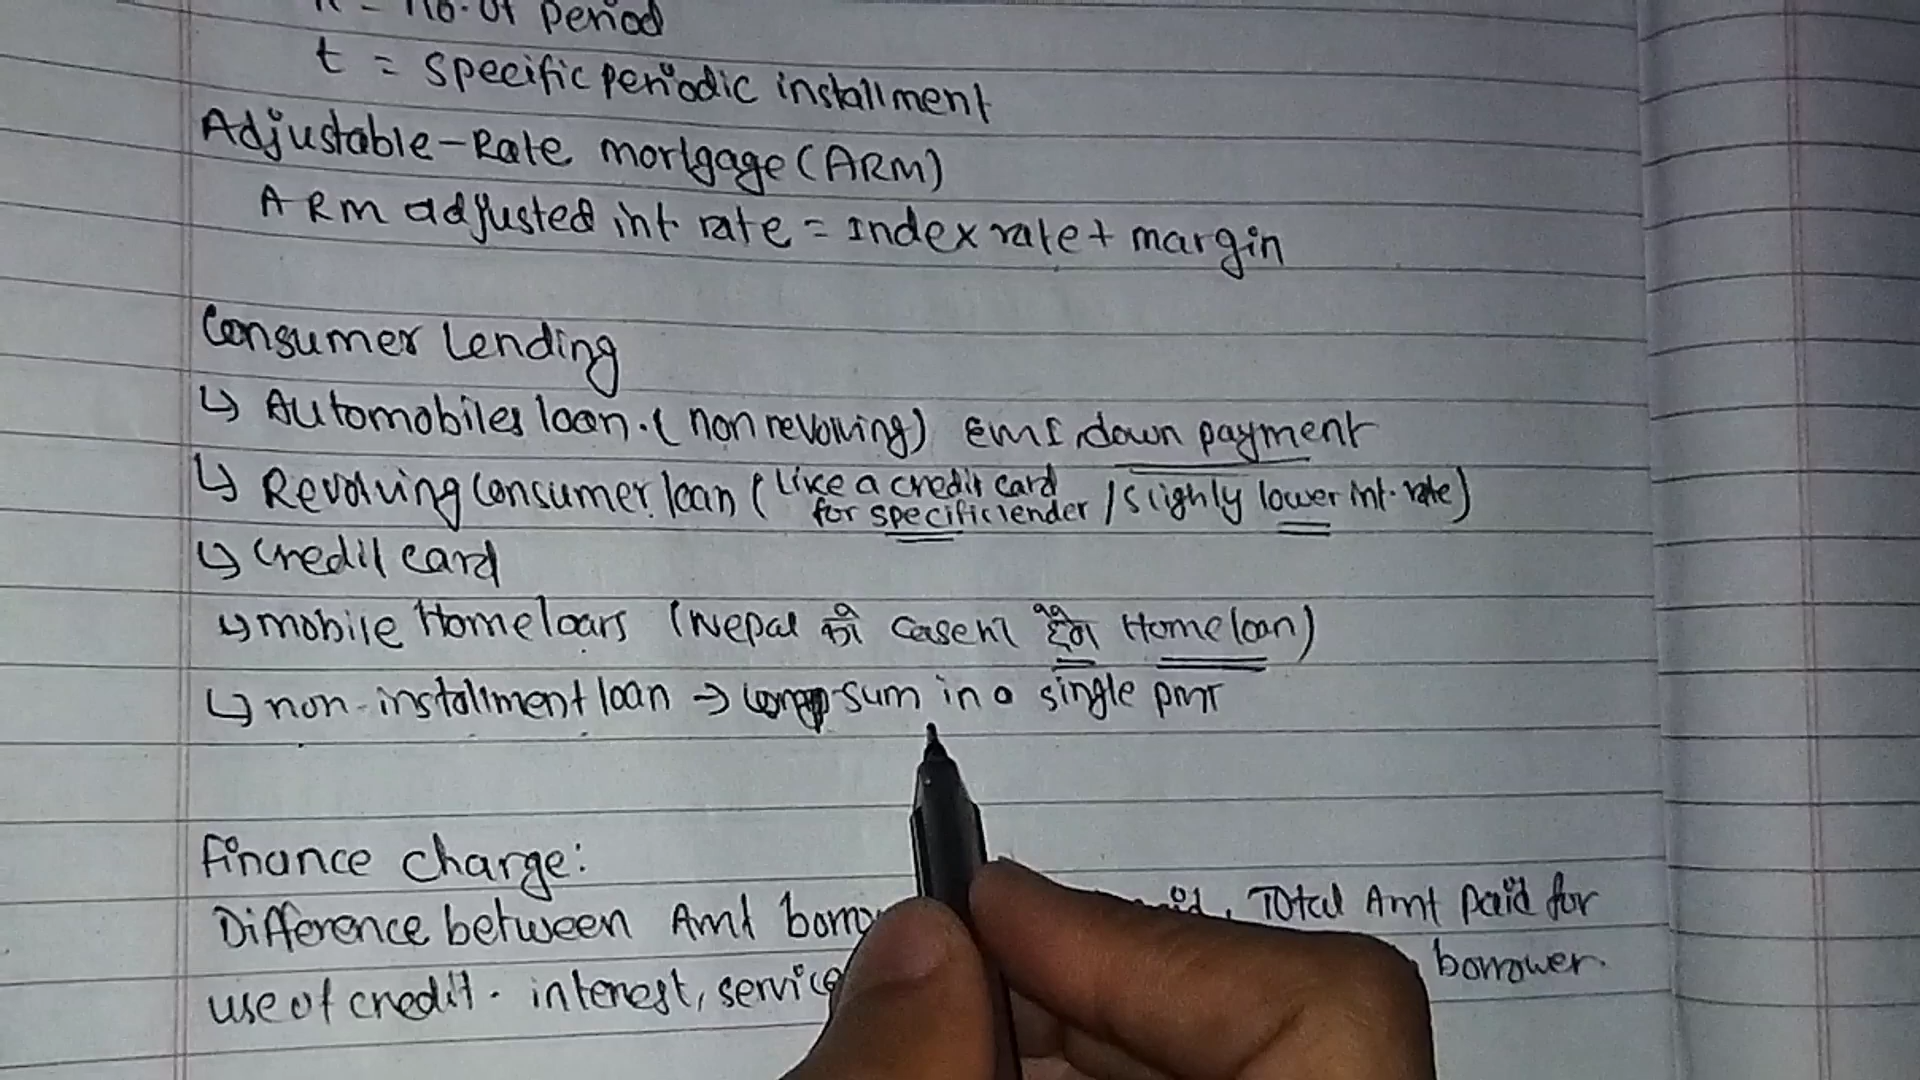 n = no. of period
t = specific periodic installment
Adjustable-Rate mortgage (ARM)
ARM adjusted int rate = Index rate + margin
Consumer Lending
↳ Automobiles loan. (non revolving) EMI, down payment
↳ Revolving consumer loan (Like a credit card for specific lender / Slighly lower int. rate)
↳ credit card
↳ mobile Home loans (Nepal को case मा Home loan)
↳ non-installment loan → sum in a single pmt
Finance charge:
Difference between Amt Total Amt paid for
use of credit. interest, borrower.